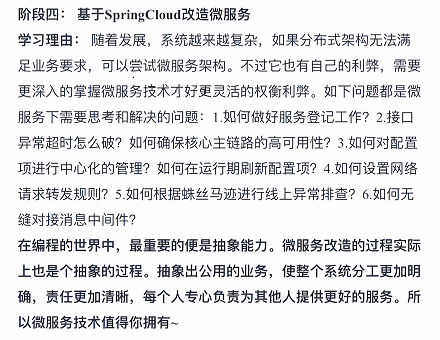 阶段四： 基于SpringCloud改造微服务
学习理由： 随着发展，系统越来越复杂，如果分布式架构无法满
足业务要求，可以尝试微服务架构。不过它也有自己的利弊，需要
更深入的掌握微服务技术才好更灵活的权衡利弊。如下问题都是微
服务下需要思考和解决的问题：1.如何做好服务登记工作？2.接口
异常超时怎么破？如何确保核心主链路的高可用性？3.如何对配置
项进行中心化的管理？如何在运行期刷新配置项？4.如何设置网络
请求转发规则？5.如何根据蛛丝马迹进行线上异常排查？6.如何无
缝对接消息中间件？
在编程的世界中，最重要的便是抽象能力。微服务改造的过程实际
上也是个抽象的过程。抽象出公用的业务，使整个系统分工更加明
确，责任更加清晰，每个人专心负责为其他人提供更好的服务。所
以微服务技术值得你拥有~